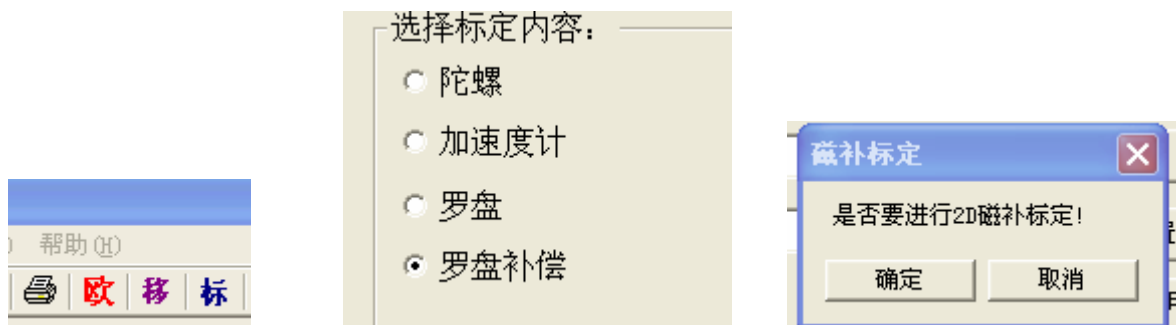 帮助(H)
欧 移 标
选择标定内容：
陀螺
加速度计
罗盘
罗盘补偿
磁补标定
是否要进行2D磁补标定!
确定 取消